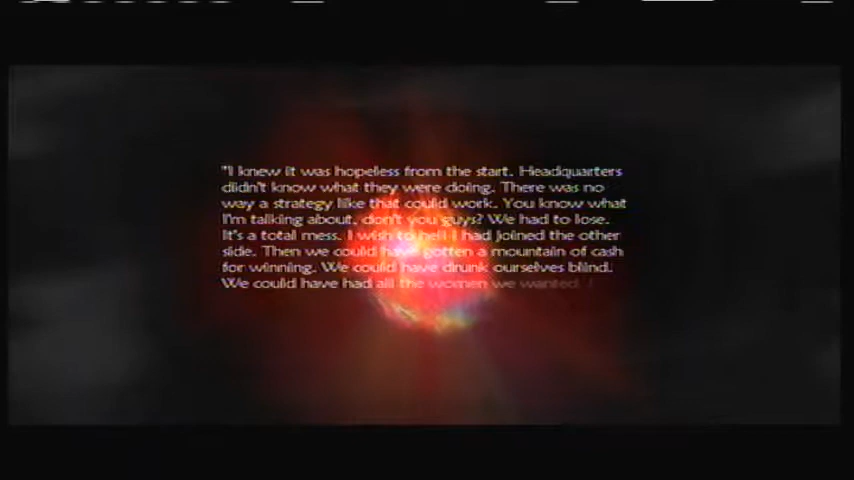 "I knew it was hopeless from the start. Headquarters
didn't know what they were doing. There was no
way a strategy like that could work. You know what
I'm talking about, don't you guys? We had to lose.
It's a total mess. I wish to hell I had joined the other
side. Then we could have gotten a mountain of cash
for winning. We could have drunk ourselves blind.
We could have had all the women we wanted. I